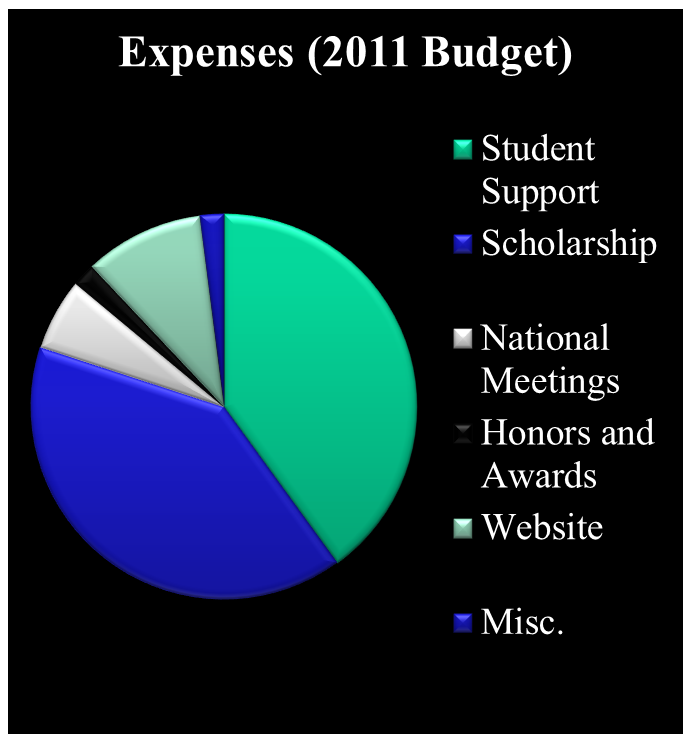 Expenses (2011 Budget)
Student
Support
Scholarship
National
Meetings
Honors and
Awards
Website
Misc.